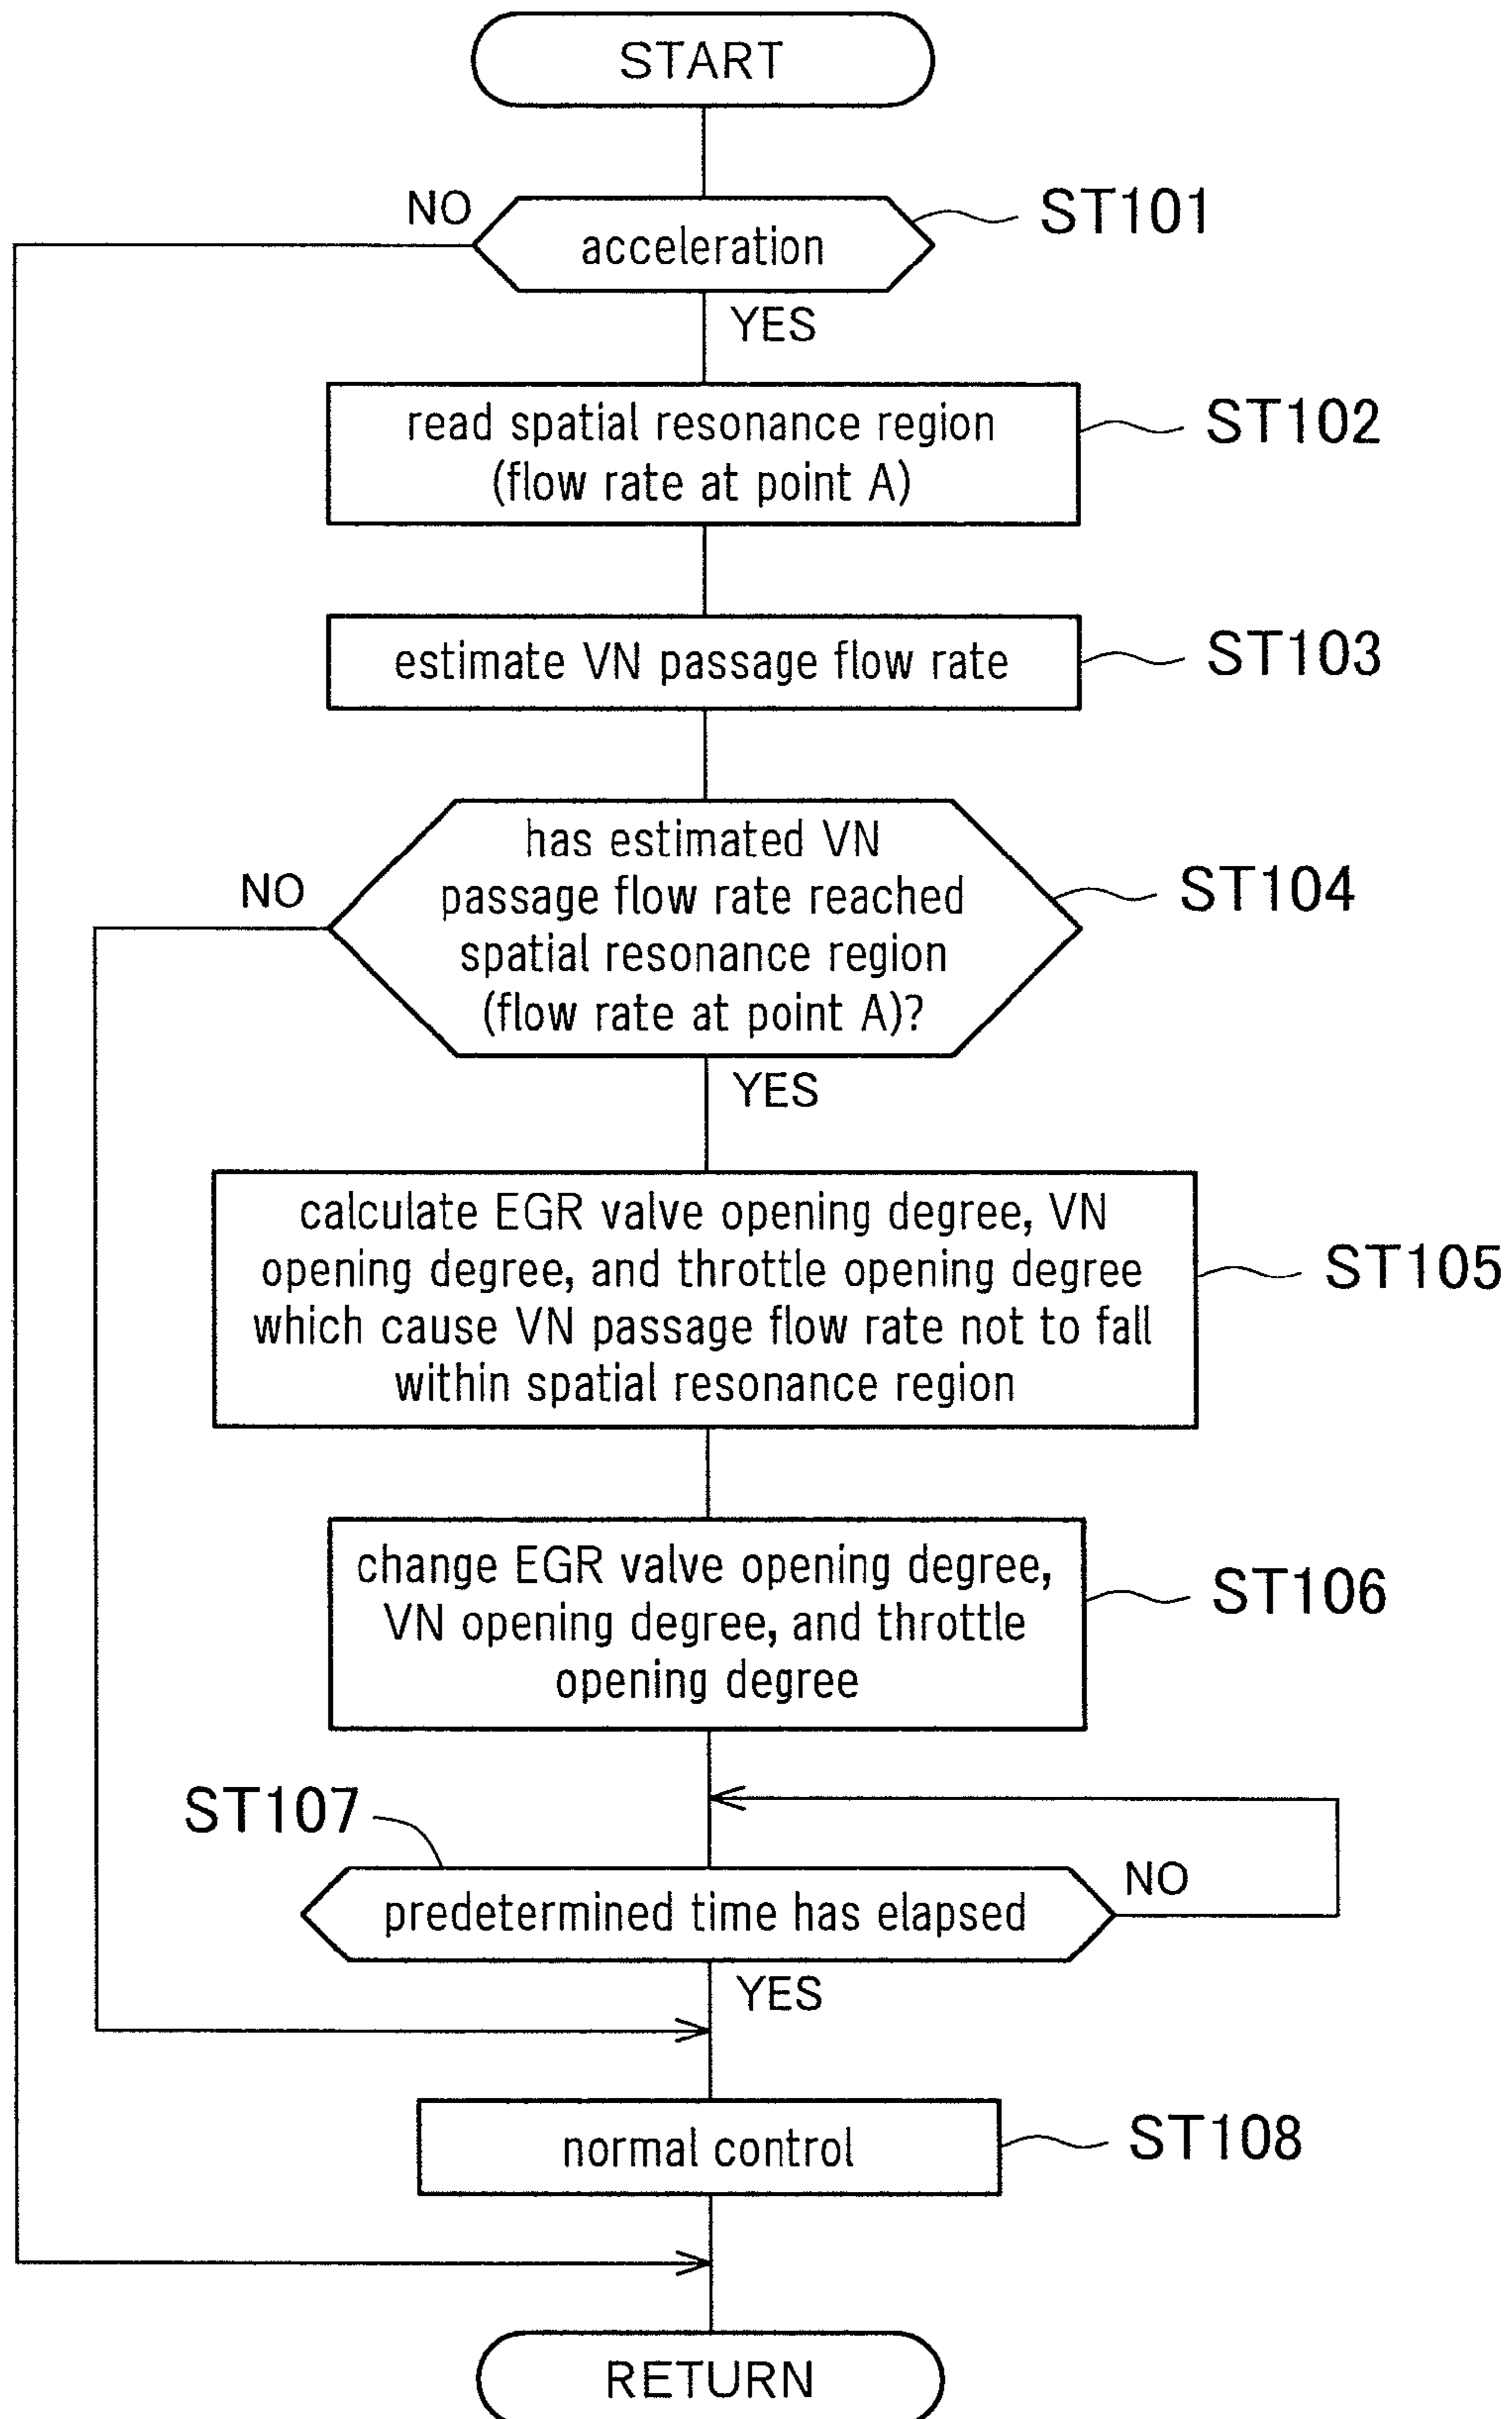 START
NO
acceleration
ST101
YES
read spatial resonance region
(flow rate at point A)
ST102
estimate VN passage flow rate
ST103
NO
has estimated VN
passage flow rate reached
spatial resonance region
(flow rate at point A)?
ST104
YES
calculate EGR valve opening degree, VN
opening degree, and throttle opening degree
which cause VN passage flow rate not to fall
within spatial resonance region
ST105
change EGR valve opening degree,
VN opening degree, and throttle
opening degree
ST106
ST107
predetermined time has elapsed
NO
YES
normal control
ST108
RETURN